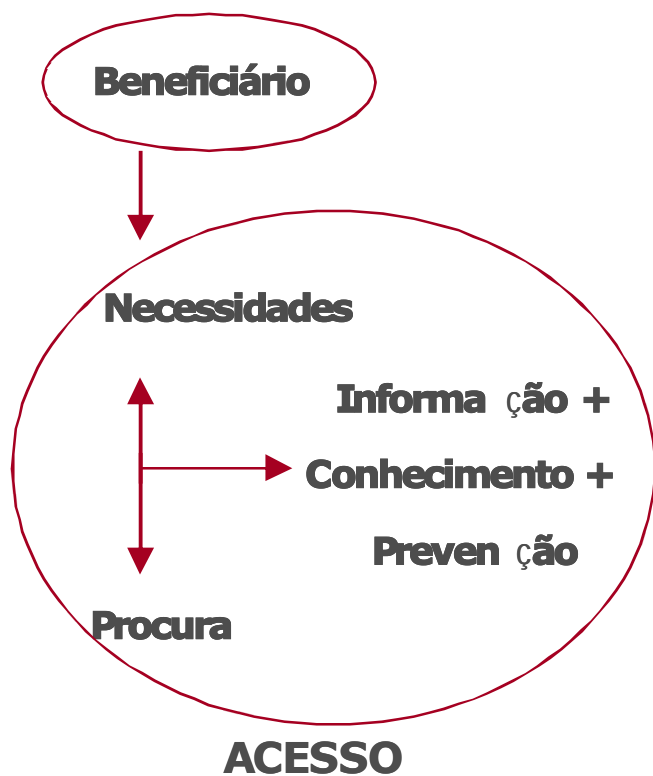 Beneficiário
Necessidades
Informa ção +
Conhecimento +
Preven ção
Procura
ACESSO